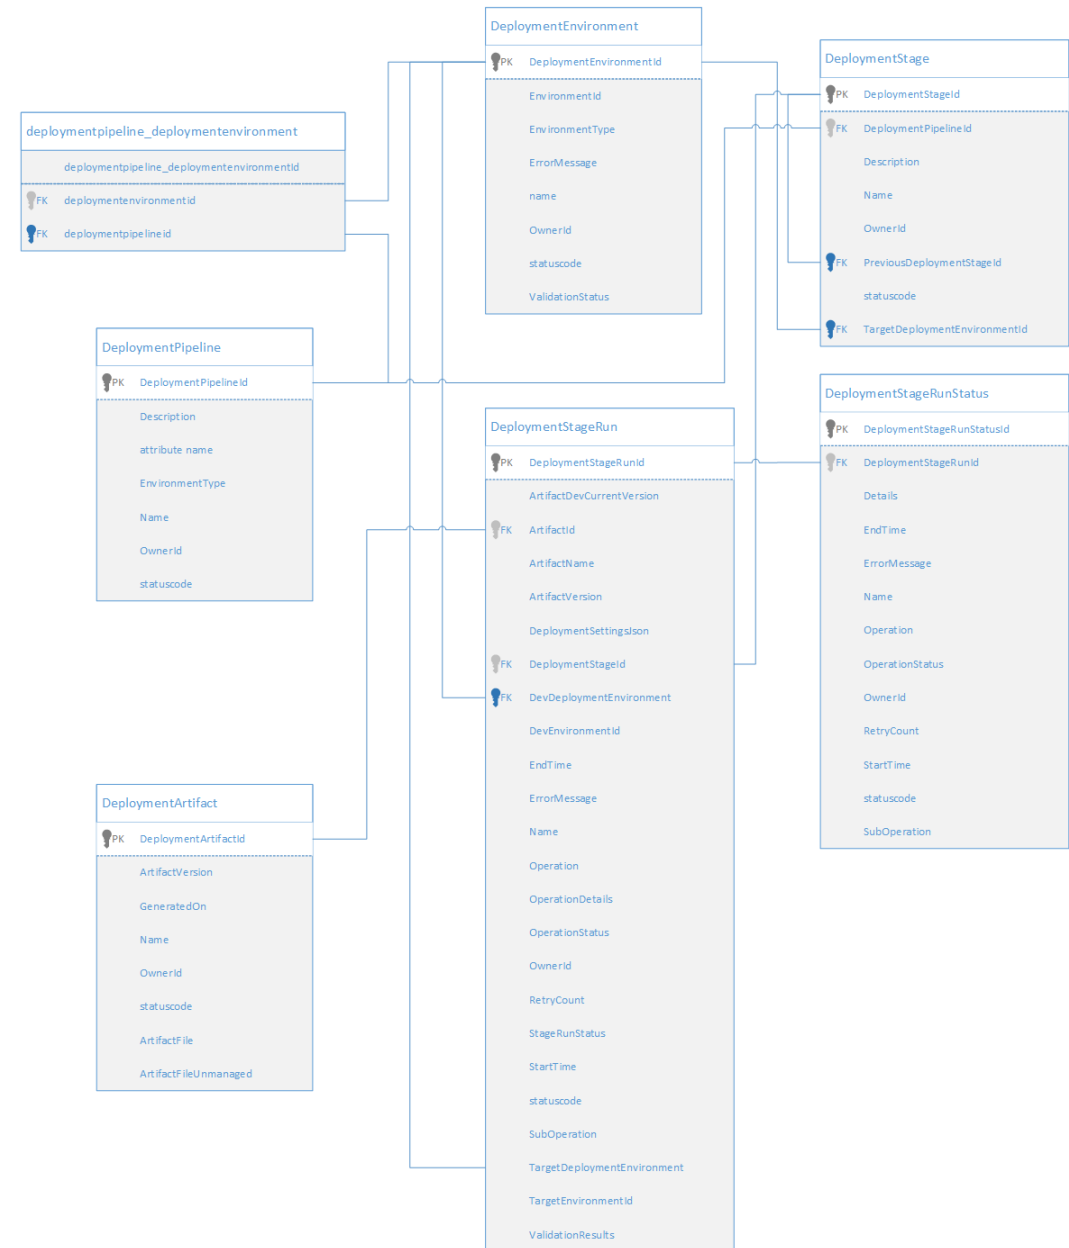 DeploymentEnvironment
PK DeploymentEnvironmentId
EnvironmentId
EnvironmentType
ErrorMessage
name
OwnerId
statuscode
ValidationStatus
DeploymentStage
PK DeploymentStageId
FK DeploymentPipelineId
Description
Name
OwnerId
FK PreviousDeploymentStageId
statuscode
FK TargetDeploymentEnvironmentId
deploymentpipeline_deploymentenvironment
deploymentpipeline_deploymentenvironmentId
FK deploymentenvironmentid
FK deploymentpipelineid
DeploymentPipeline
PK DeploymentPipelineId
Description
attribute name
EnvironmentType
Name
OwnerId
statuscode
DeploymentStageRun
PK DeploymentStageRunId
ArtifactDevCurrentVersion
FK ArtifactId
ArtifactName
ArtifactVersion
DeploymentSettingsJson
FK DeploymentStageId
FK DevDeploymentEnvironment
DevEnvironmentId
EndTime
ErrorMessage
Name
Operation
OperationDetails
OperationStatus
OwnerId
RetryCount
StageRunStatus
StartTime
statuscode
SubOperation
TargetDeploymentEnvironment
TargetEnvironmentId
ValidationResults
DeploymentStageRunStatus
PK DeploymentStageRunStatusId
FK DeploymentStageRunId
Details
EndTime
ErrorMessage
Name
Operation
OperationStatus
OwnerId
RetryCount
StartTime
statuscode
SubOperation
DeploymentArtifact
PK DeploymentArtifactId
ArtifactVersion
GeneratedOn
Name
OwnerId
statuscode
ArtifactFile
ArtifactFileUnmanaged